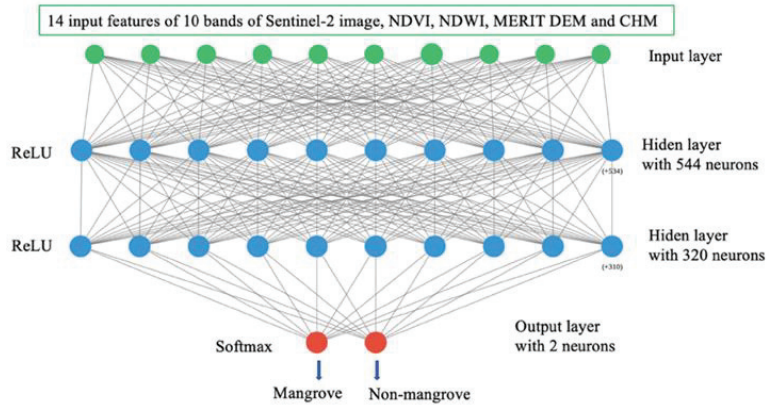 14 input features of 10 bands of Sentinel-2 image, NDVI, NDWI, MERIT DEM and CHM
Input layer
ReLU
Hiden layer
with 544 neurons
(+534)
ReLU
Hiden layer
with 320 neurons
(+310)
Softmax
Output layer
with 2 neurons
Mangrove
Non-mangrove